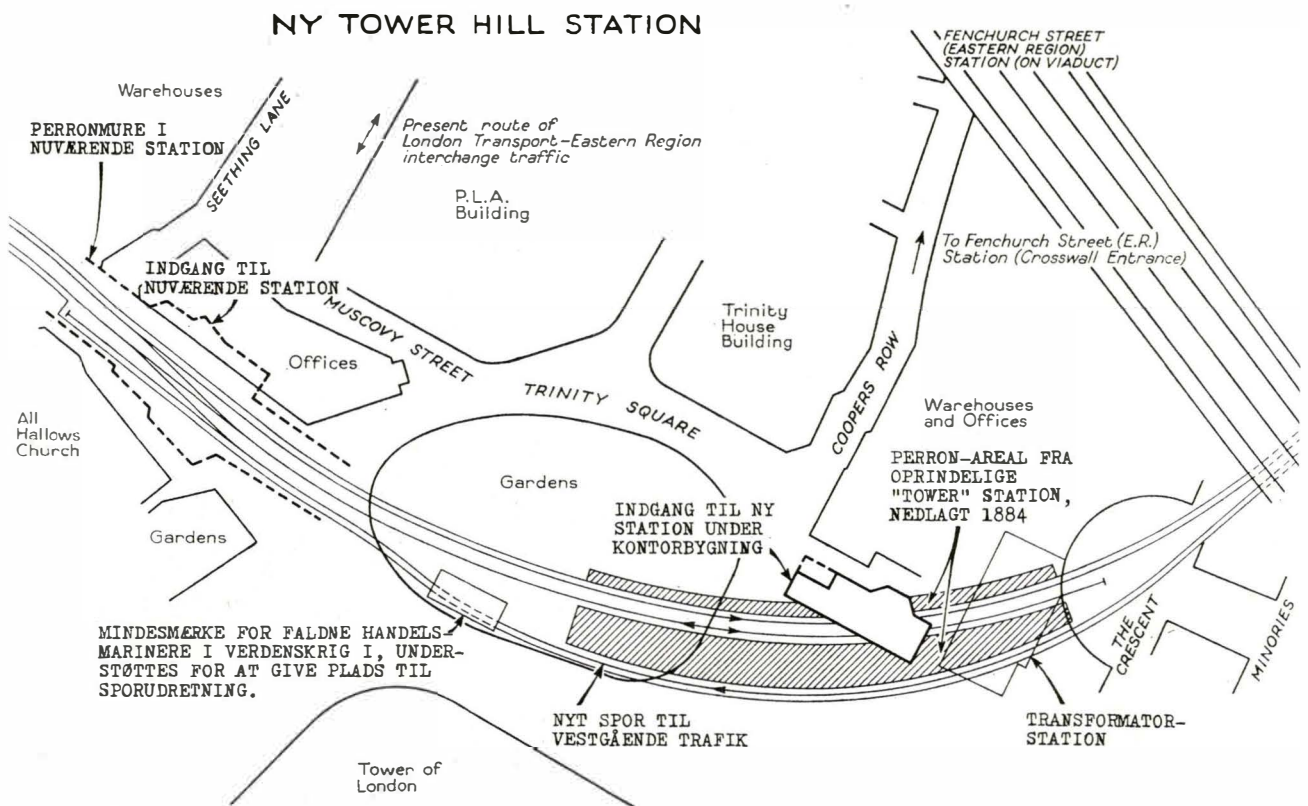 NY TOWER HILL STATION
FENCHURCH STREET
(EASTERN REGION)
STATION (ON VIADUCT)
Warehouses
SEETHING LANE
PERRONMURE I
NUVÆRENDE STATION
Present route of
London Transport-Eastern Region
interchange traffic
P.L.A.
Building
To Fenchurch Street (E.R.)
Station (Crosswall Entrance)
INDGANG TIL
NUVÆRENDE STATION
MUSCOVY STREET
Trinity
House
Building
Offices
TRINITY SQUARE
COOPERS ROW
Warehouses
and Offices
All
Hallows
Church
PERRON-AREAL FRA
OPRINDELIGE
"TOWER" STATION,
NEDLAGT 1884
Gardens
INDGANG TIL NY
STATION UNDER
KONTORBYGNING
Gardens
MINDESMÆRKE FOR FALDNE HANDELS-
MARINERE I VERDENSKRIG I, UNDER-
STØTTES FOR AT GIVE PLADS TIL
SPORUDRETNING.
THE
CRESCENT
MINORIES
NYT SPOR TIL
VESTGÅENDE TRAFIK
TRANSFORMATOR-
STATION
Tower of
London